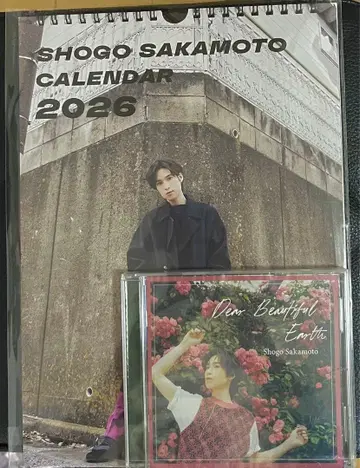 SHOGO SAKAMOTO
CALENDAR
2026
Dear Beautiful
Earth
Shogo Sakamoto